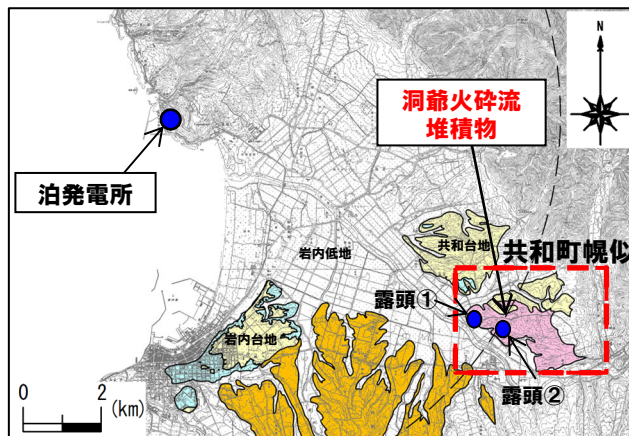 N
洞爺火砕流
堆積物
泊発電所
共和台地
岩内低地
共和町幌似
露頭①
岩内台地
露頭②
0 2
(km)